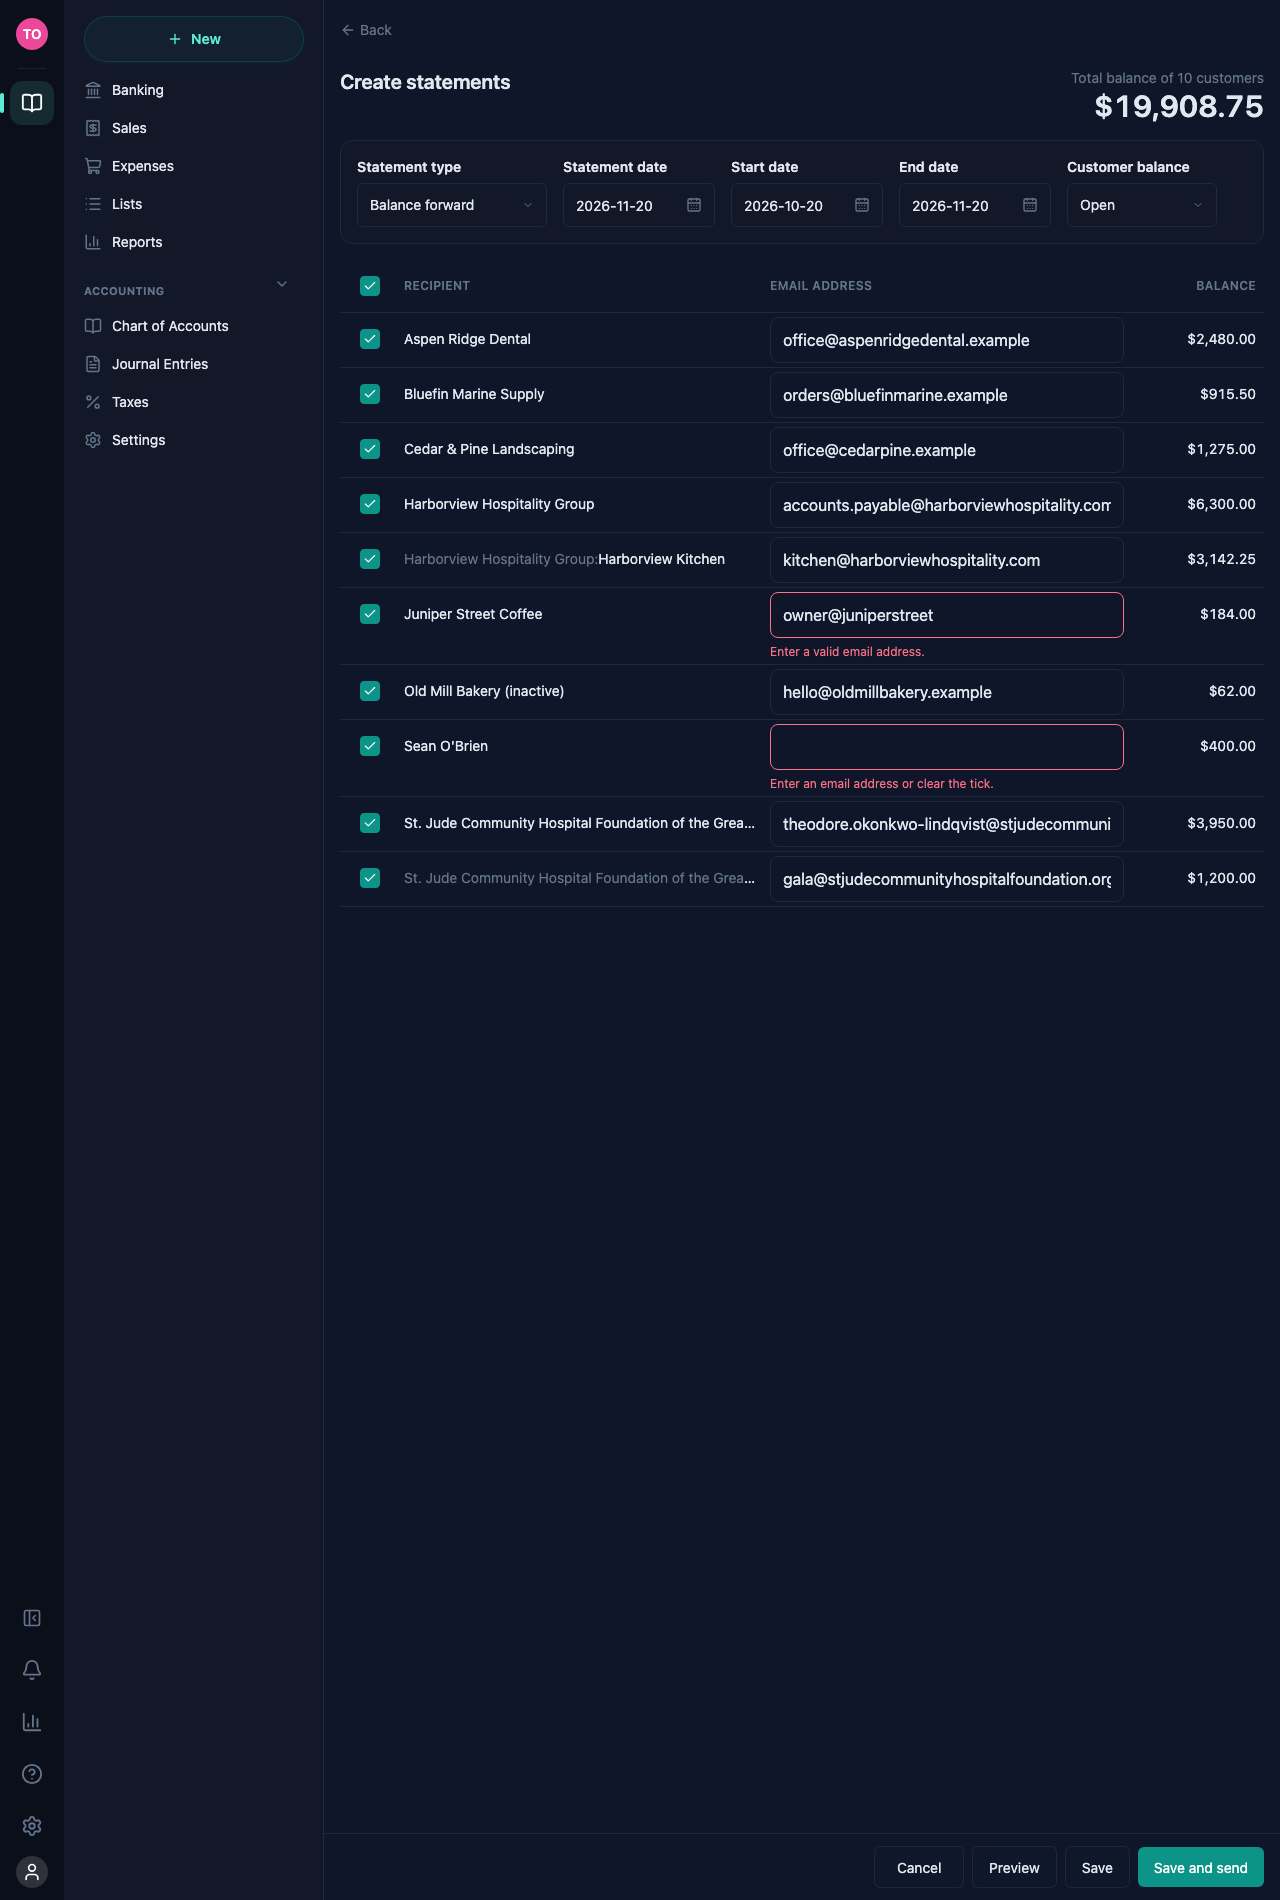 TO
New
Banking
Sales
Expenses
Lists
Reports
ACCOUNTING
Chart of Accounts
Journal Entries
Taxes
Settings
Back
Create statements
Total balance of 10 customers
$19,908.75
Statement type
Balance forward
Statement date
2026-11-20
Start date
2026-10-20
End date
2026-11-20
Customer balance
Open
RECIPIENT EMAIL ADDRESS BALANCE
Aspen Ridge Dental office@aspenridgedental.example $2,480.00
Bluefin Marine Supply orders@bluefinmarine.example $915.50
Cedar & Pine Landscaping office@cedarpine.example $1,275.00
Harborview Hospitality Group accounts.payable@harborviewhospitality.com $6,300.00
Harborview Hospitality Group:Harborview Kitchen kitchen@harborviewhospitality.com $3,142.25
Juniper Street Coffee owner@juniperstreet $184.00
Enter a valid email address.
Old Mill Bakery (inactive) hello@oldmillbakery.example $62.00
Sean O'Brien $400.00
Enter an email address or clear the tick.
St. Jude Community Hospital Foundation of the Grea... theodore.okonkwo-lindqvist@stjudecommuni $3,950.00
St. Jude Community Hospital Foundation of the Grea... gala@stjudecommunityhospitalfoundation.org $1,200.00
Cancel
Preview
Save
Save and send